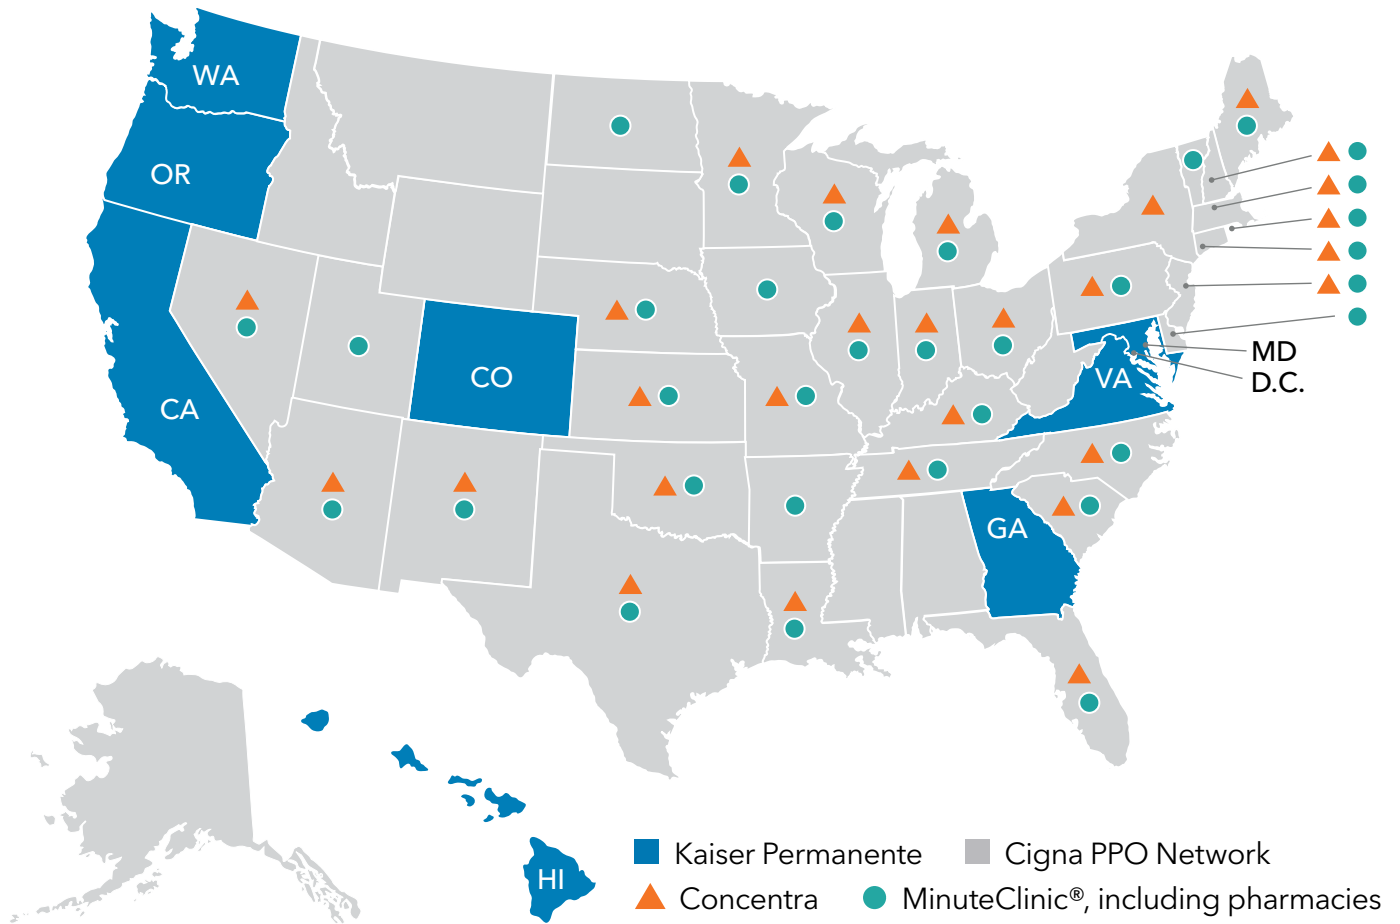 WA
OR
CO
MD
VA
D.C.
CA
GA
Kaiser Permanente
Cigna PPO Network
HI
Concentra
MinuteClinic®, including pharmacies